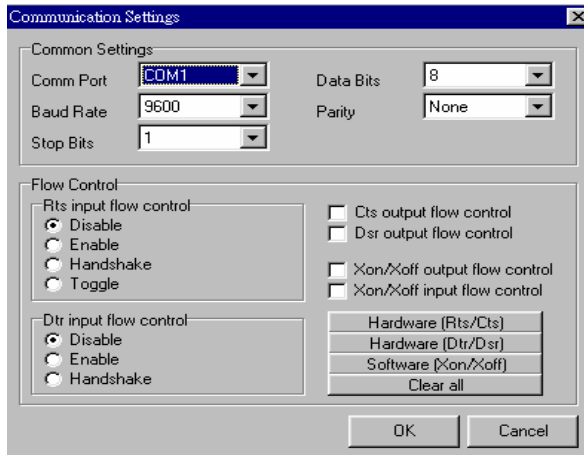 Communication Settings
Common Settings
Comm Port COM1
Data Bits 8
Baud Rate 9600
Parity None
Stop Bits 1
Flow Control
Rts input flow control
Disable
Enable
Handshake
Toggle
Cts output flow control
Dsr output flow control
Xon/Xoff output flow control
Xon/Xoff input flow control
Dtr input flow control
Disable
Enable
Handshake
Hardware (Rts/Cts)
Hardware (Dtr/Dsr)
Software (Xon/Xoff)
Clear all
OK
Cancel